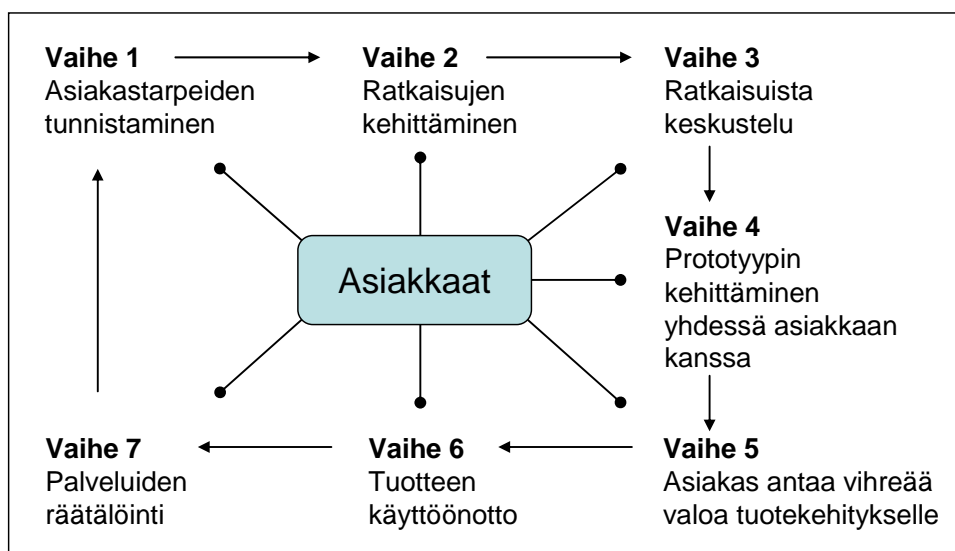 Vaihe 1
Asiakastarpeiden
tunnistaminen
Vaihe 2
Ratkaisujen
kehittäminen
Vaihe 3
Ratkaisuista
keskustelu
Asiakkaat
Vaihe 4
Prototyypin
kehittäminen
yhdessä asiakkaan
kanssa
Vaihe 5
Asiakas antaa vihreää
valoa tuotekehitykselle
Vaihe 6
Tuotteen
käyttöönotto
Vaihe 7
Palveluiden
räätälöinti